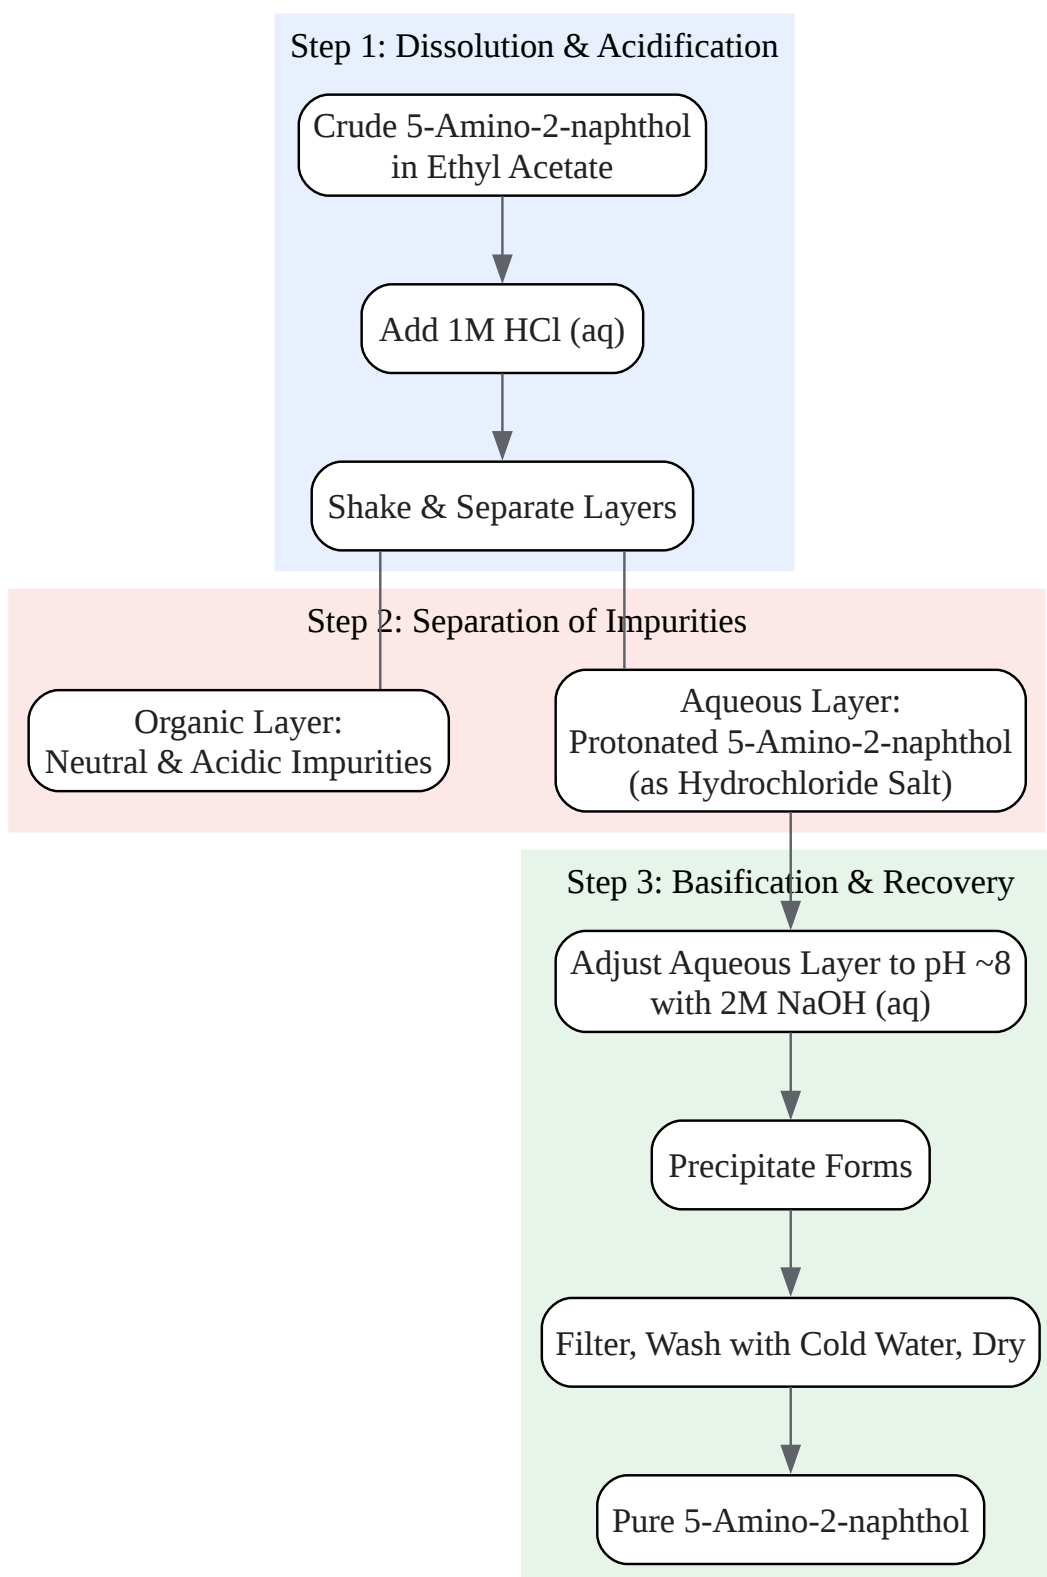 Step 1: Dissolution & Acidification
Crude 5-Amino-2-naphthol
in Ethyl Acetate
Add 1M HCl (aq)
Shake & Separate Layers
Step 2: Separation of Impurities
Organic Layer:
Neutral & Acidic Impurities
Aqueous Layer:
Protonated 5-Amino-2-naphthol
(as Hydrochloride Salt)
Step 3: Basification & Recovery
Adjust Aqueous Layer to pH ~8
with 2M NaOH (aq)
Precipitate Forms
Filter, Wash with Cold Water, Dry
Pure 5-Amino-2-naphthol